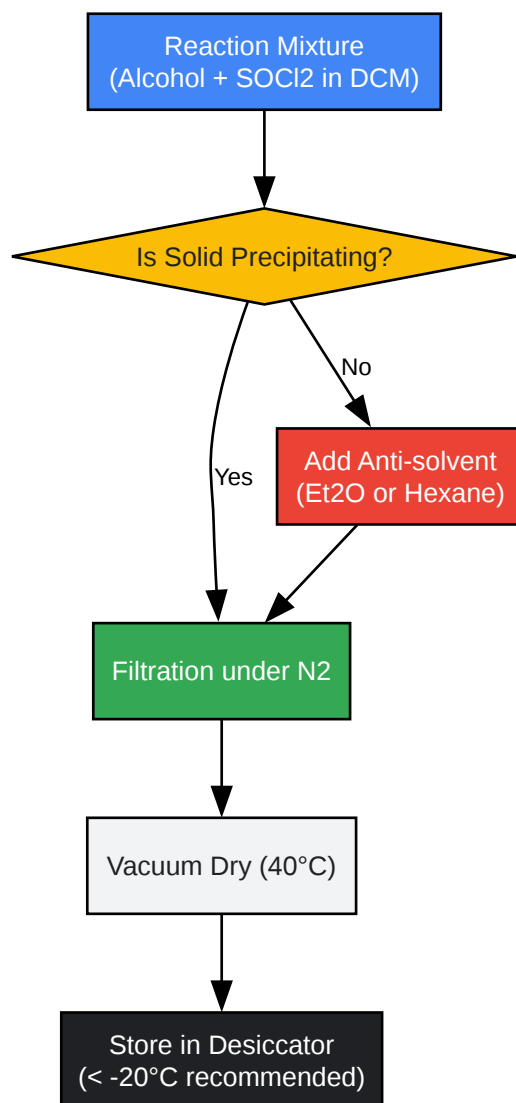 Reaction Mixture
(Alcohol + SOCl2 in DCM)
Is Solid Precipitating?
No
Add Anti-solvent
(Et2O or Hexane)
Yes
Filtration under N2
Vacuum Dry (40°C)
Store in Desiccator
(< -20°C recommended)